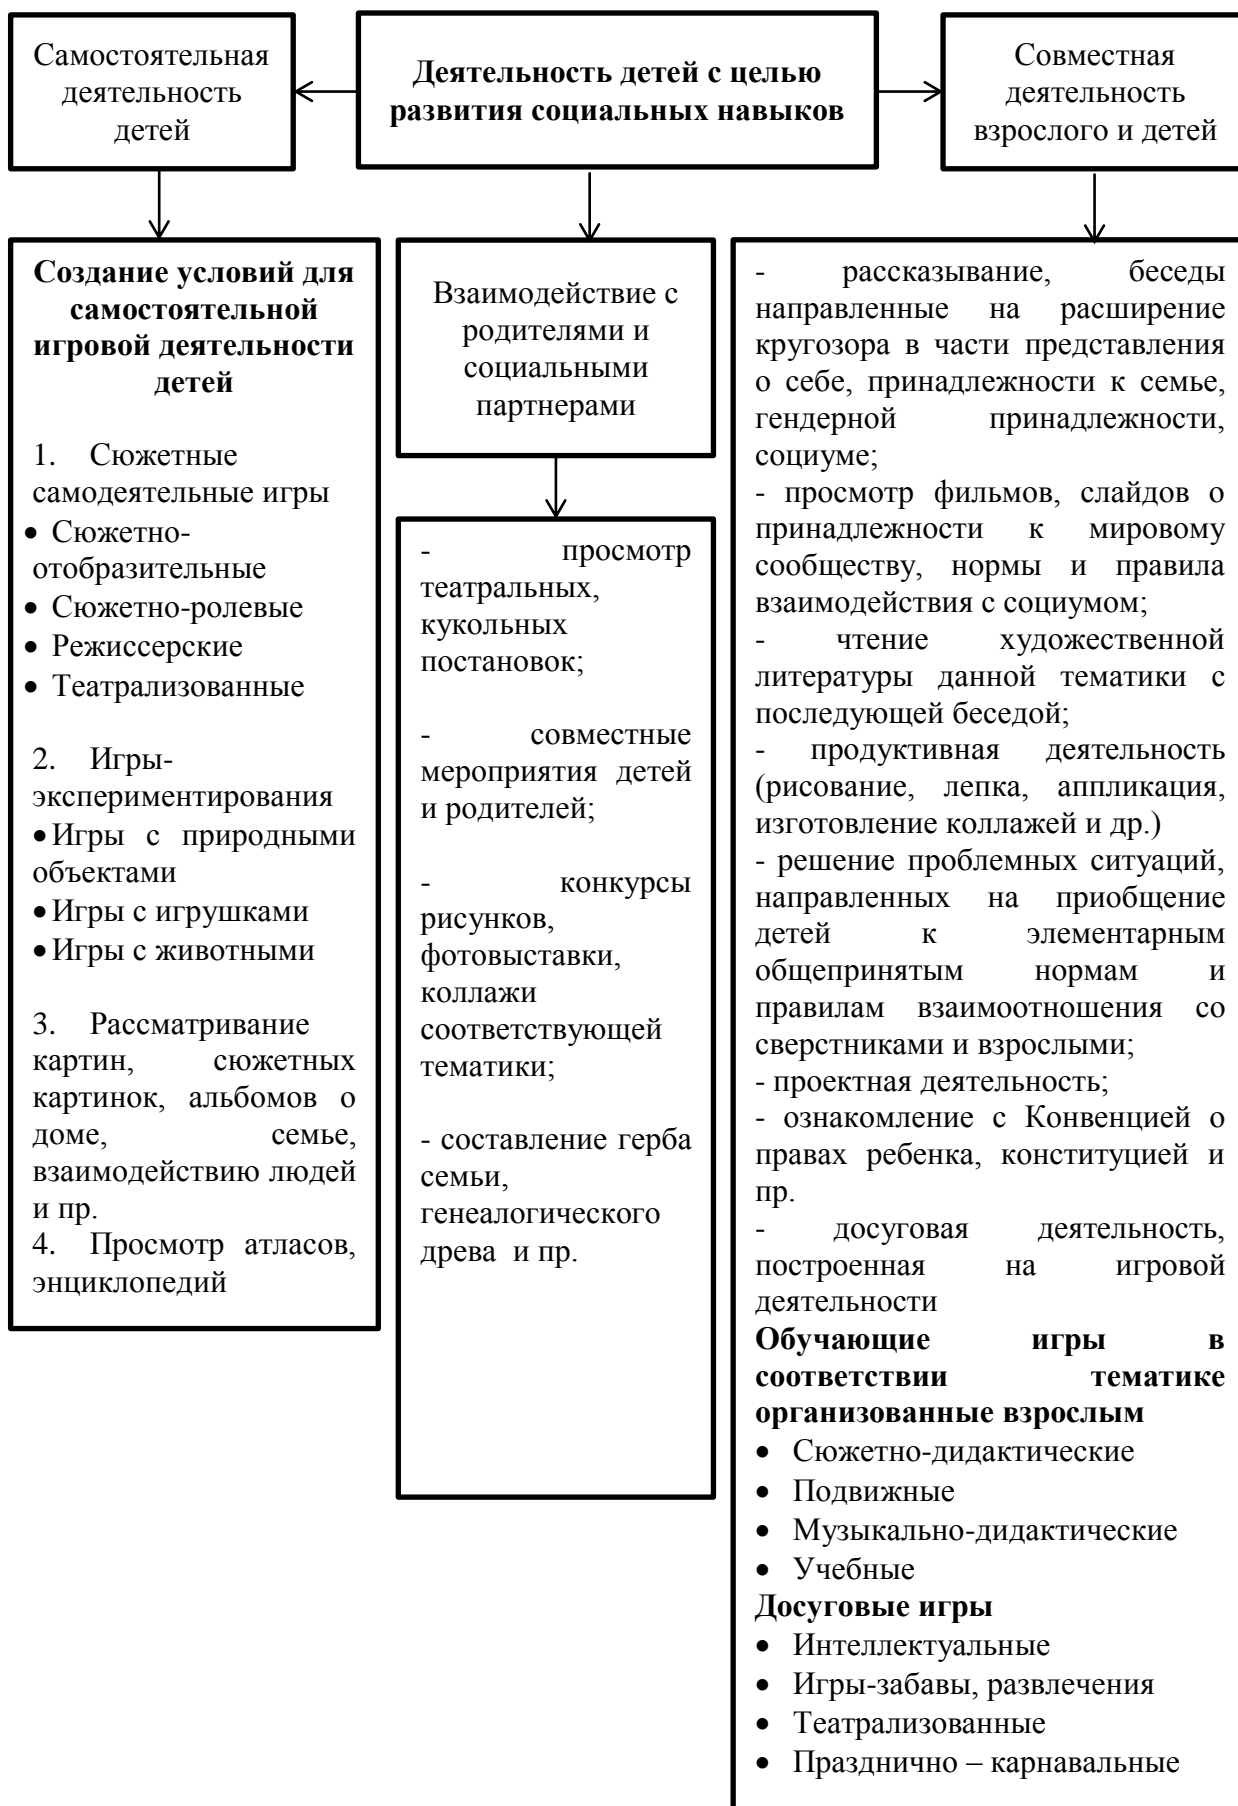 Самостоятельная
деятельность
детей
Деятельность детей с целью
развития социальных навыков
Совместная
деятельность
взрослого и детей
Создание условий для
самостоятельной
игровой деятельности
детей
1. Сюжетные
самодеятельные игры
• Сюжетно-
отобразительные
• Сюжетно-ролевые
• Режиссерские
• Театрализованные
2. Игры-
экспериментирования
• Игры с природными
объектами
• Игры с игрушками
• Игры с животными
3. Рассматривание
картин, сюжетных
картинок, альбомов о
доме, семье,
взаимодействию людей
и пр.
4. Просмотр атласов,
энциклопедий
Взаимодействие с
родителями и
социальными
партнерами
- просмотр
театральных,
кукольных
постановок;
- совместные
мероприятия детей
и родителей;
- конкурсы
рисунков,
фотовыставки,
коллажи
соответствующей
тематики;
- составление герба
семьи,
генеалогического
древа и пр.
- рассказывание, беседы
направленные на расширение
кругозора в части представления
о себе, принадлежности к семье,
гендерной принадлежности,
социуме;
- просмотр фильмов, слайдов о
принадлежности к мировому
сообществу, нормы и правила
взаимодействия с социумом;
- чтение художественной
литературы данной тематики с
последующей беседой;
- продуктивная деятельность
(рисование, лепка, аппликация,
изготовление коллажей и др.)
- решение проблемных ситуаций,
направленных на приобщение
детей к элементарным
общепринятым нормам и
правилам взаимоотношения со
сверстниками и взрослыми;
- проектная деятельность;
- ознакомление с Конвенцией о
правах ребенка, конституцией и
пр.
- досуговая деятельность,
построенная на игровой
деятельности
Обучающие игры в
соответствии тематике
организованные взрослым
• Сюжетно-дидактические
• Подвижные
• Музыкально-дидактические
• Учебные
Досуговые игры
• Интеллектуальные
• Игры-забавы, развлечения
• Театрализованные
• Празднично – карнавальные